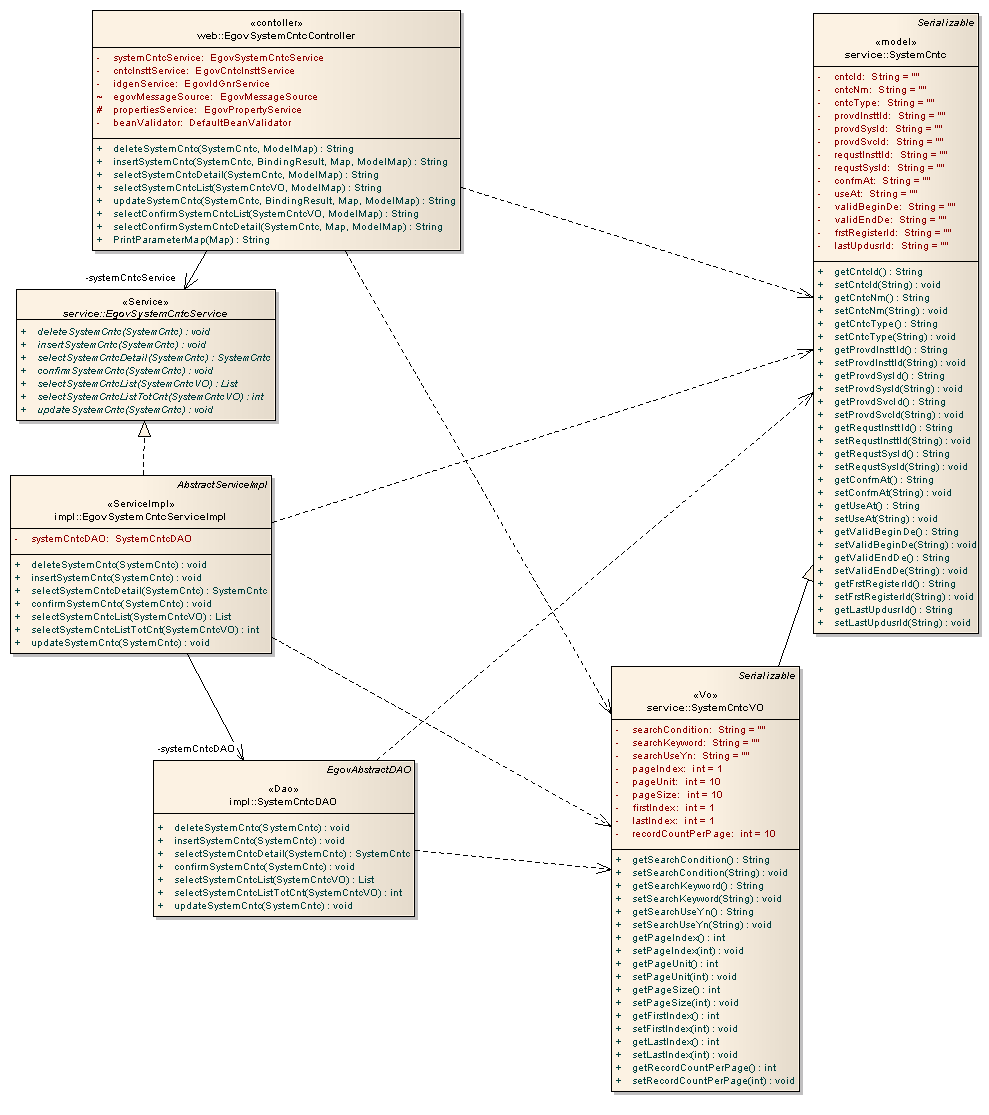 «contoller»
web::EgovSystemCntcController
- systemCntcService: EgovSystemCntcService
- cntcInsttService: EgovCntcInsttService
- idgenService: EgovIdGnrService
~ egovMessageSource: EgovMessageSource
# propertiesService: EgovPropertyService
- beanValidator: DefaultBeanValidator
+ deleteSystemCntc(SystemCntc, ModelMap) : String
+ insertSystemCntc(SystemCntc, BindingResult, Map, ModelMap) : String
+ selectSystemCntcDetail(SystemCntc, ModelMap) : String
+ selectSystemCntcList(SystemCntcVO, ModelMap) : String
+ updateSystemCntc(SystemCntc, BindingResult, Map, ModelMap) : String
+ selectConfirmSystemCntcList(SystemCntcVO, ModelMap) : String
+ selectConfirmSystemCntcDetail(SystemCntc, Map, ModelMap) : String
+ PrintParameterMap(Map) : String
-systemCntcService
«Service»
service::EgovSystemCntcService
+ deleteSystemCntc(SystemCntc) : void
+ insertSystemCntc(SystemCntc) : void
+ selectSystemCntcDetail(SystemCntc) : SystemCntc
+ confirmSystemCntc(SystemCntc) : void
+ selectSystemCntcList(SystemCntcVO) : List
+ selectSystemCntcListTotCnt(SystemCntcVO) : int
+ updateSystemCntc(SystemCntc) : void
AbstractServiceImpl
«ServiceImpl»
impl::EgovSystemCntcServiceImpl
- systemCntcDAO: SystemCntcDAO
+ deleteSystemCntc(SystemCntc) : void
+ insertSystemCntc(SystemCntc) : void
+ selectSystemCntcDetail(SystemCntc) : SystemCntc
+ confirmSystemCntc(SystemCntc) : void
+ selectSystemCntcList(SystemCntcVO) : List
+ selectSystemCntcListTotCnt(SystemCntcVO) : int
+ updateSystemCntc(SystemCntc) : void
-systemCntcDAO
EgovAbstractDAO
«Dao»
impl::SystemCntcDAO
+ deleteSystemCntc(SystemCntc) : void
+ insertSystemCntc(SystemCntc) : void
+ selectSystemCntcDetail(SystemCntc) : SystemCntc
+ confirmSystemCntc(SystemCntc) : void
+ selectSystemCntcList(SystemCntcVO) : List
+ selectSystemCntcListTotCnt(SystemCntcVO) : int
+ updateSystemCntc(SystemCntc) : void
Serializable
«model»
service::SystemCntc
- cntcId: String = ""
- cntcNm: String = ""
- cntcType: String = ""
- provdInsttId: String = ""
- provdSysId: String = ""
- provdSvcId: String = ""
- requstInsttId: String = ""
- requstSysId: String = ""
- confmAt: String = ""
- useAt: String = ""
- validBeginDe: String = ""
- validEndDe: String = ""
- frstRegisterId: String = ""
- lastUpdusrId: String = ""
+ getCntcId() : String
+ setCntcId(String) : void
+ getCntcNm() : String
+ setCntcNm(String) : void
+ getCntcType() : String
+ setCntcType(String) : void
+ getProvdInsttId() : String
+ setProvdInsttId(String) : void
+ getProvdSysId() : String
+ setProvdSysId(String) : void
+ getProvdSvcId() : String
+ setProvdSvcId(String) : void
+ getRequstInsttId() : String
+ setRequstInsttId(String) : void
+ getRequstSysId() : String
+ setRequstSysId(String) : void
+ getConfmAt() : String
+ setConfmAt(String) : void
+ getUseAt() : String
+ setUseAt(String) : void
+ getValidBeginDe() : String
+ setValidBeginDe(String) : void
+ getValidEndDe() : String
+ setValidEndDe(String) : void
+ getFrstRegisterId() : String
+ setFrstRegisterId(String) : void
+ getLastUpdusrId() : String
+ setLastUpdusrId(String) : void
Serializable
«Vo»
service::SystemCntcVO
- searchCondition: String = ""
- searchKeyword: String = ""
- searchUseYn: String = ""
- pageIndex: int = 1
- pageUnit: int = 10
- pageSize: int = 10
- firstIndex: int = 1
- lastIndex: int = 1
- recordCountPerPage: int = 10
+ getSearchCondition() : String
+ setSearchCondition(String) : void
+ getSearchKeyword() : String
+ setSearchKeyword(String) : void
+ getSearchUseYn() : String
+ setSearchUseYn(String) : void
+ getPageIndex() : int
+ setPageIndex(int) : void
+ getPageUnit() : int
+ setPageUnit(int) : void
+ getPageSize() : int
+ setPageSize(int) : void
+ getFirstIndex() : int
+ setFirstIndex(int) : void
+ getLastIndex() : int
+ setLastIndex(int) : void
+ getRecordCountPerPage() : int
+ setRecordCountPerPage(int) : void